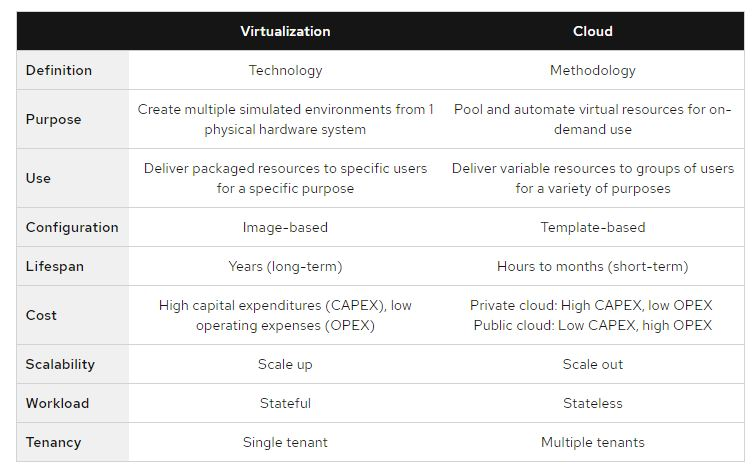 Virtualization Cloud
Definition Technology Methodology
Purpose Create multiple simulated environments from 1 physical hardware system Pool and automate virtual resources for on-demand use
Use Deliver packaged resources to specific users for a specific purpose Deliver variable resources to groups of users for a variety of purposes
Configuration Image-based Template-based
Lifespan Years (long-term) Hours to months (short-term)
Cost High capital expenditures (CAPEX), low operating expenses (OPEX) Private cloud: High CAPEX, low OPEX Public cloud: Low CAPEX, high OPEX
Scalability Scale up Scale out
Workload Stateful Stateless
Tenancy Single tenant Multiple tenants